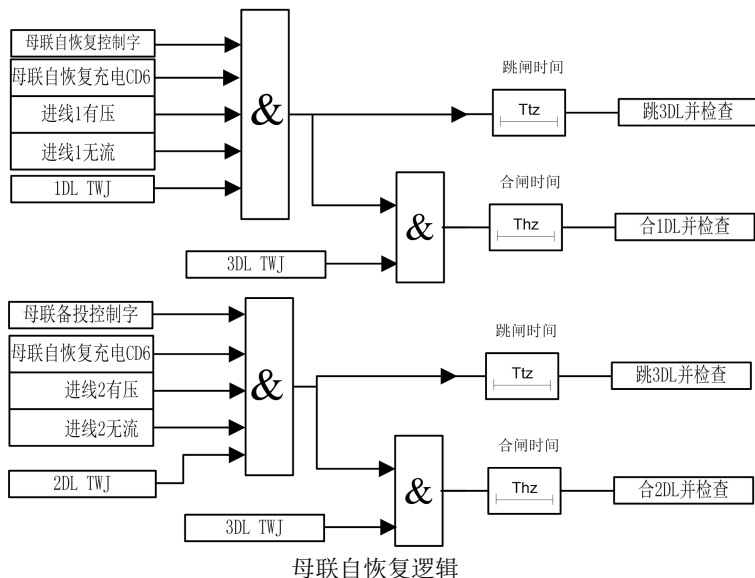 母联自恢复控制字
母联自恢复充电CD6
进线1有压
进线1无流
1DL TWJ
&
跳闸时间
Ttz
跳3DL并检查
3DL TWJ
&
合闸时间
Thz
合1DL并检查
母联备投控制字
母联自恢复充电CD6
进线2有压
进线2无流
2DL TWJ
&
跳闸时间
Ttz
跳3DL并检查
3DL TWJ
&
合闸时间
Thz
合2DL并检查
母联自恢复逻辑